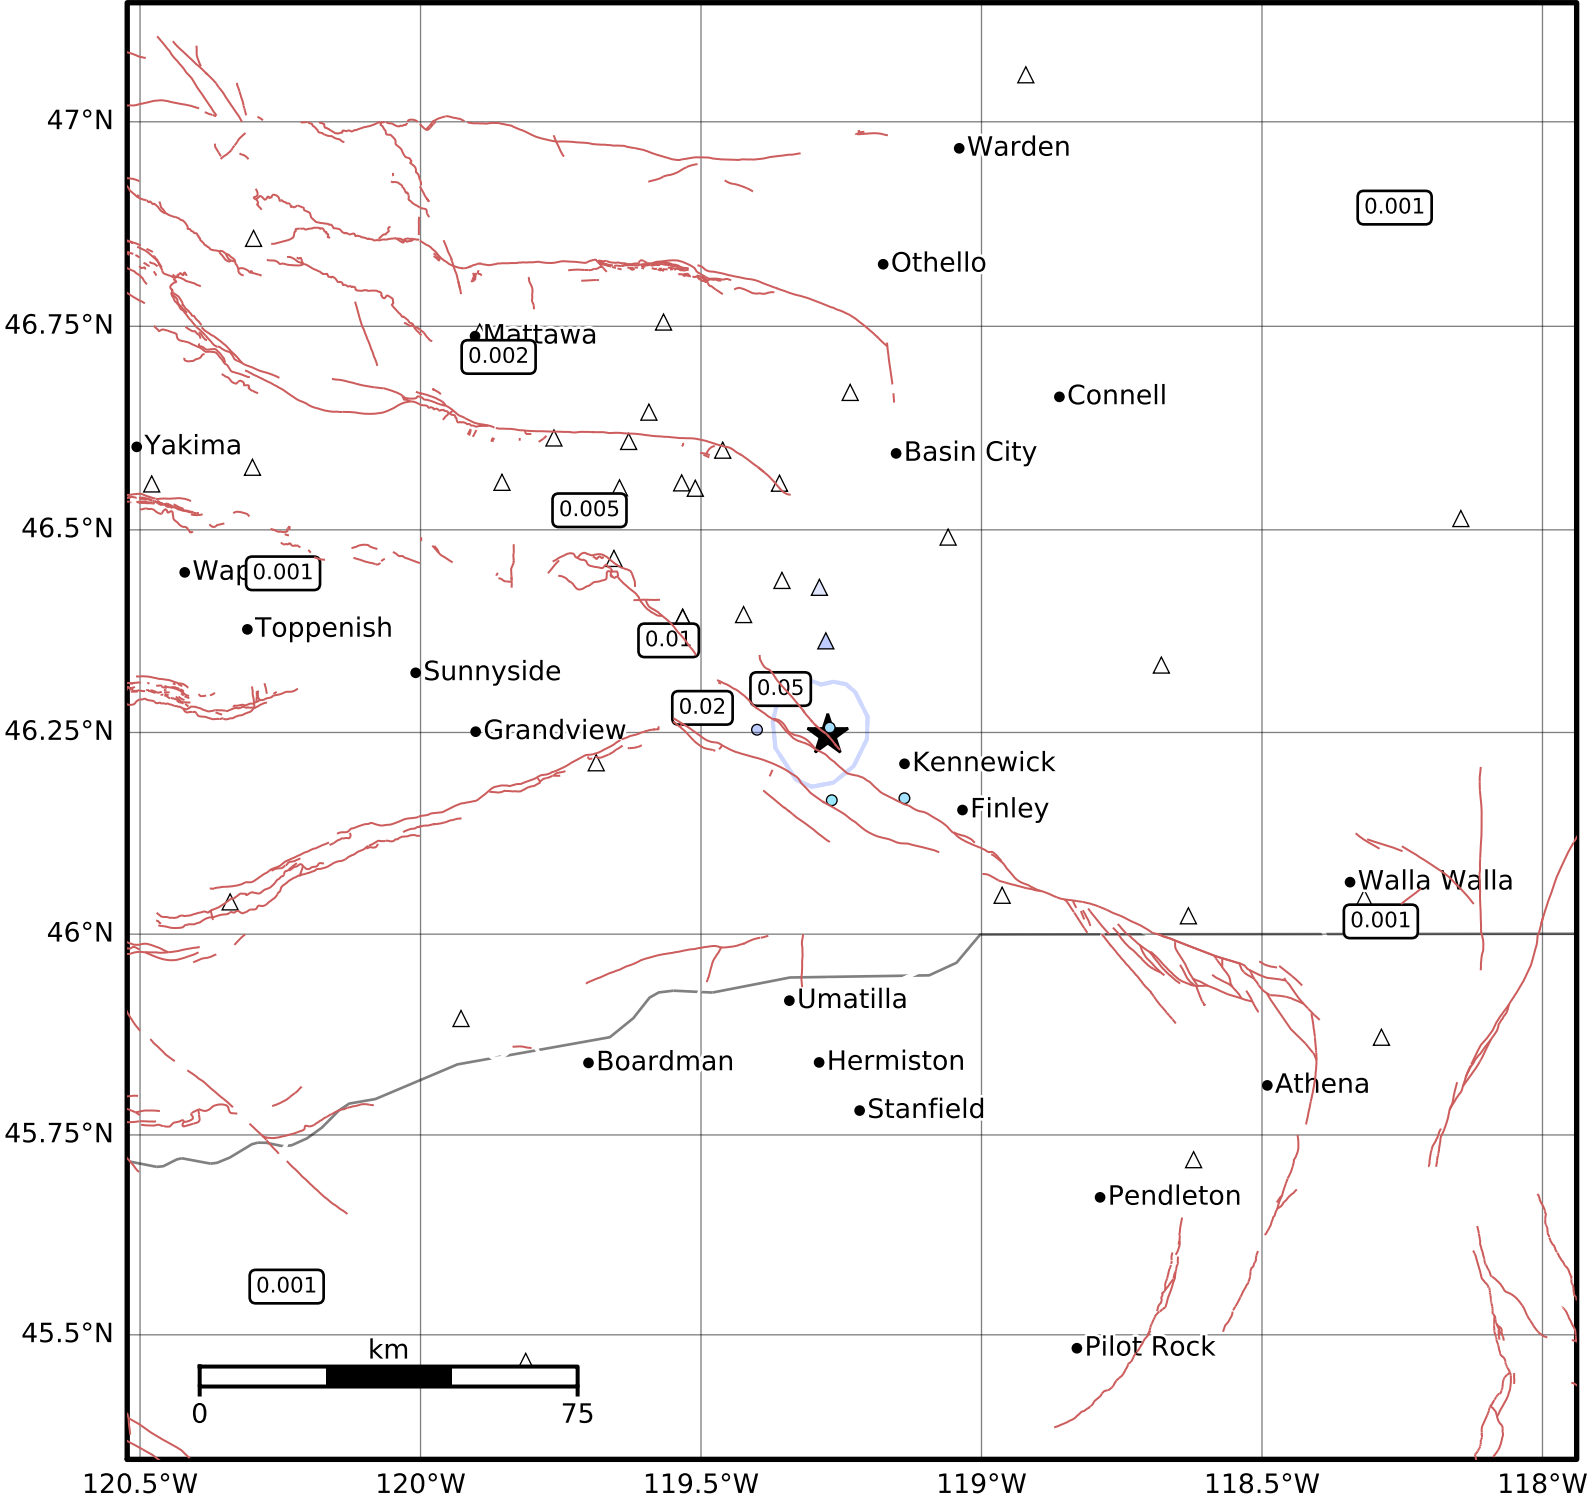 47°N
Warden
0.001
Othello
46.75°N
Mattawa
0.002
Connell
Yakima
Basin City
0.005
46.5°N
Wap
0.001
Toppenish
0.01
Sunnyside
0.05
0.02
46.25°N
Grandview
Kennewick
Finley
Walla Walla
0.001
46°N
Umatilla
Boardman
Hermiston
Athena
Stanfield
45.75°N
Pendleton
0.001
45.5°N
Pilot Rock
km
0
75
120.5°W
120°W
119.5°W
119°W
118.5°W
118°W